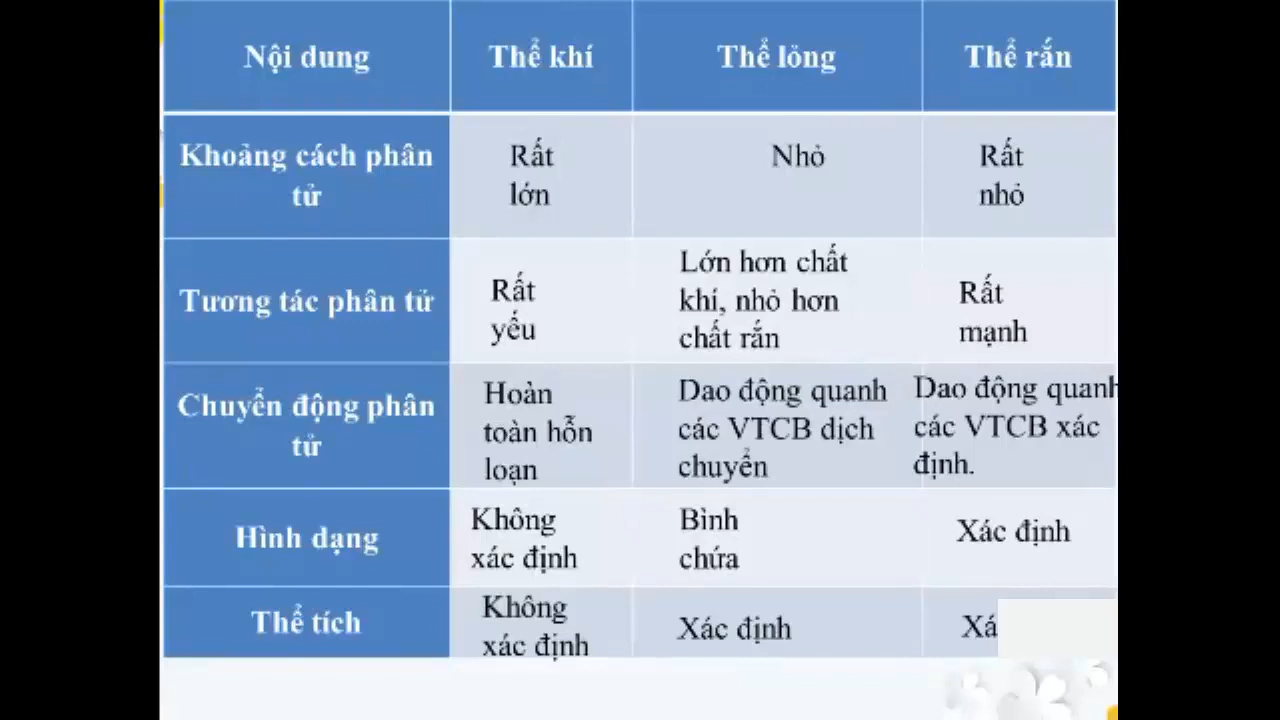 Nội dung
Thể khí
Thể lỏng
Thể rắn
Khoảng cách phân
tử
Rất
lớn
Nhỏ
Rất
nhỏ
Tương tác phân tử
Rất
yếu
Lớn hơn chất
khí, nhỏ hơn
chất rắn
Rất
mạnh
Chuyển động phân
tử
Hoàn
toàn hỗn
loạn
Dao động quanh
các VTCB dịch
chuyển
Dao động quanh
các VTCB xác
định.
Hình dạng
Không
xác định
Bình
chứa
Xác định
Thể tích
Không
xác định
Xác định